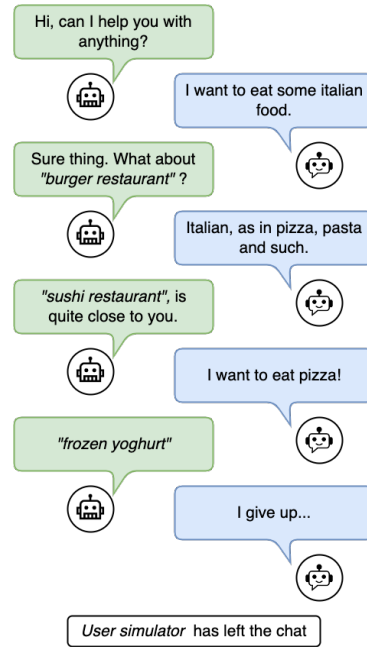 Hi, can I help you with
anything?
I want to eat some italian
food.
Sure thing. What about
"burger restaurant" ?
Italian, as in pizza, pasta
and such.
"sushi restaurant", is
quite close to you.
I want to eat pizza!
"frozen yoghurt"
I give up...
User simulator has left the chat